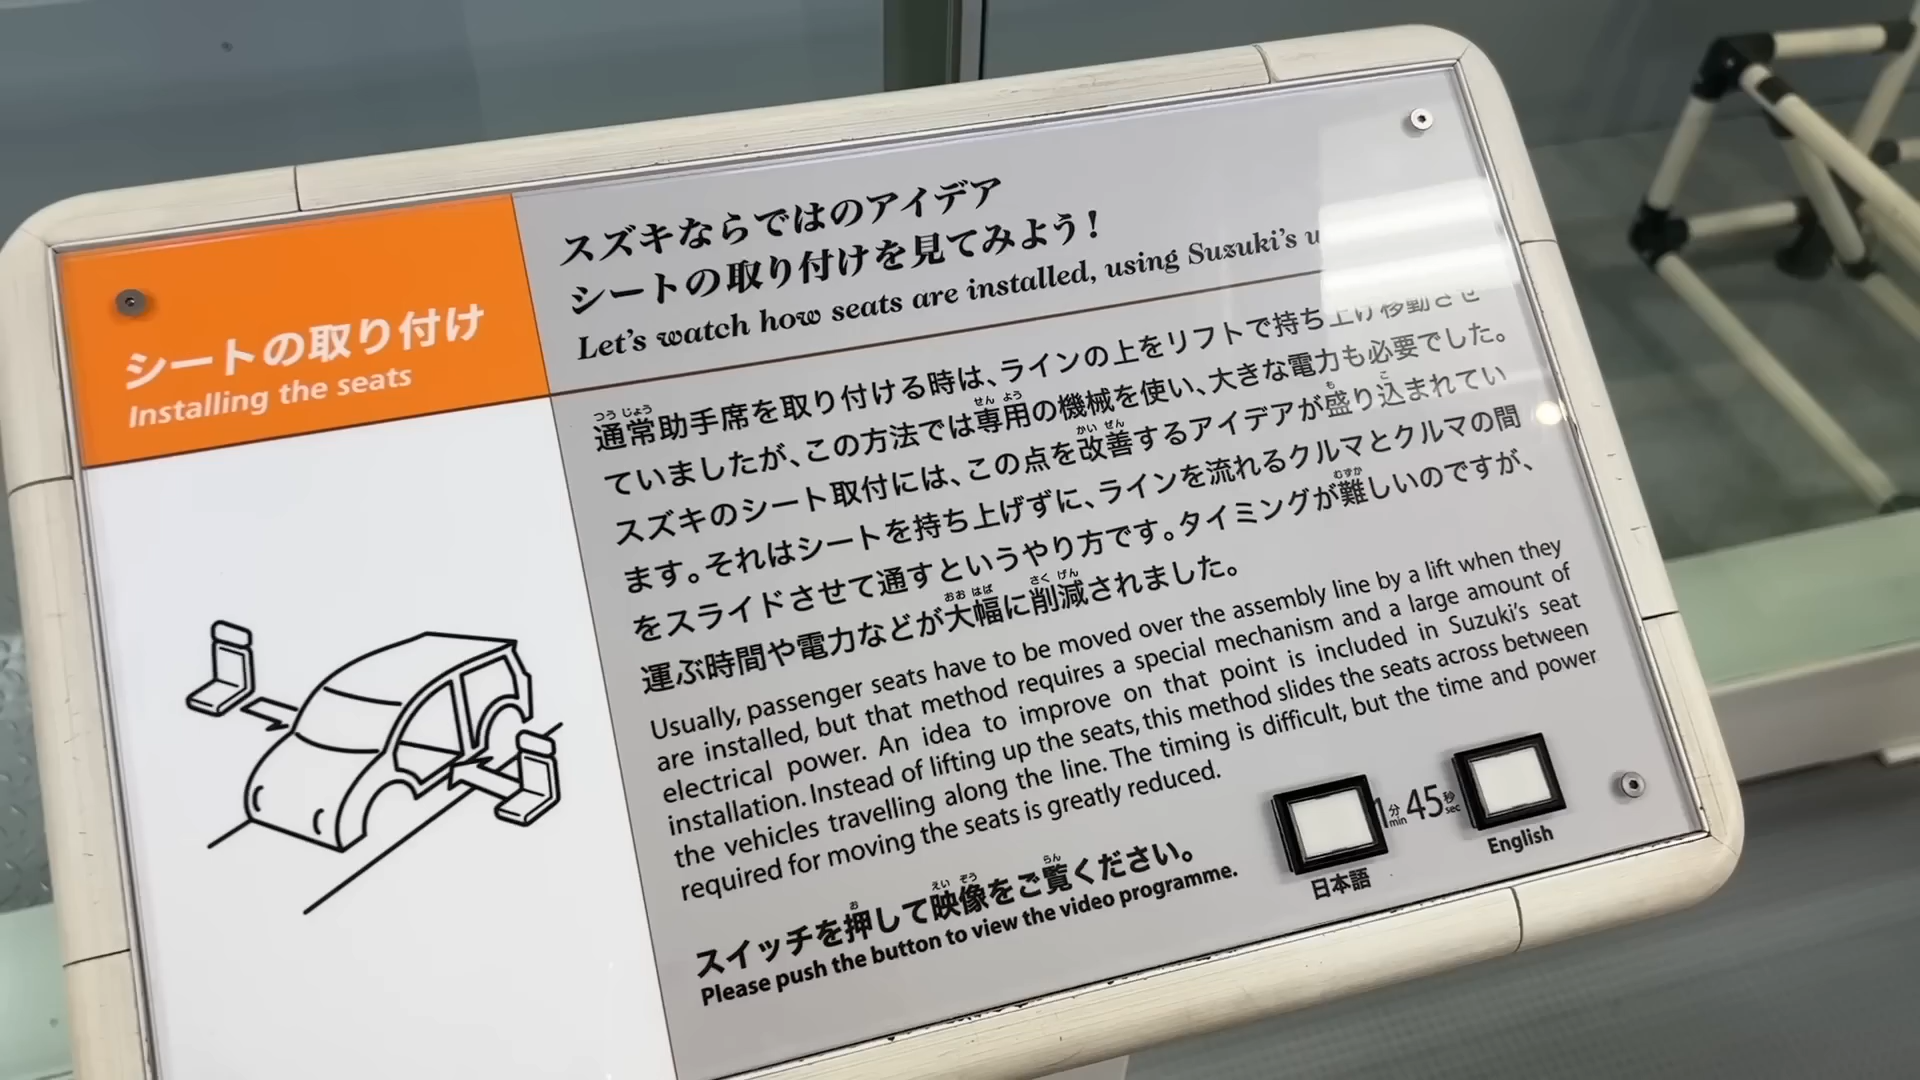 シートの取り付け
Installing the seats
スズキならではのアイデア
シートの取り付けを見てみよう！
Let's watch how seats are installed, using Suzuki's
通常助手席を取り付ける時は、ラインの上をリフトで持ち上げ移動させ
ていましたが、この方法では専用の機械を使い、大きな電力も必要でした。
スズキのシート取付には、この点を改善するアイデアが盛り込まれてい
ます。それはシートを持ち上げずに、ラインを流れるクルマとクルマの間
をスライドさせて通すというやり方です。タイミングが難しいのですが、
運ぶ時間や電力などが大幅に削減されました。
Usually, passenger seats have to be moved over the assembly line by a lift when they
are installed, but that method requires a special mechanism and a large amount of
electrical power. An idea to improve on that point is included in Suzuki's seat
installation. Instead of lifting up the seats, this method slides the seats across between
the vehicles travelling along the line. The timing is difficult, but the time and power
required for moving the seats is greatly reduced.
スイッチを押して映像をご覧ください。
Please push the button to view the video programme.
1分min 45秒sec
日本語
English